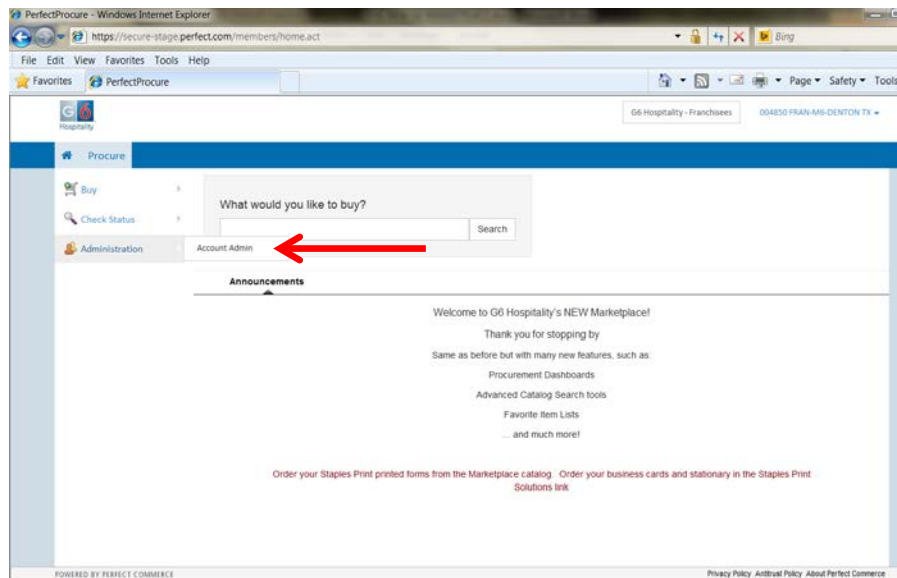 PerfectProcure - Windows Internet Explorer
https://secure-stage.perfect.com/members/home.act
Bing
File Edit View Favorites Tools Help
Favorites PerfectProcure Page Safety Tools
G6
Hospitality
G6 Hospitality - Franchisees 004850 FRAN-M6-DENTON TX
Procure
Buy
What would you like to buy?
Check Status
Search
Administration Account Admin
Announcements
Welcome to G6 Hospitality's NEW Marketplace!
Thank you for stopping by
Same as before but with many new features, such as:
Procurement Dashboards
Advanced Catalog Search tools
Favorite Item Lists
... and much more!
Order your Staples Print printed forms from the Marketplace catalog. Order your business cards and stationary in the Staples Print
Solutions link
POWERED BY PERFECT COMMERCE Privacy Policy Antitrust Policy About Perfect Commerce